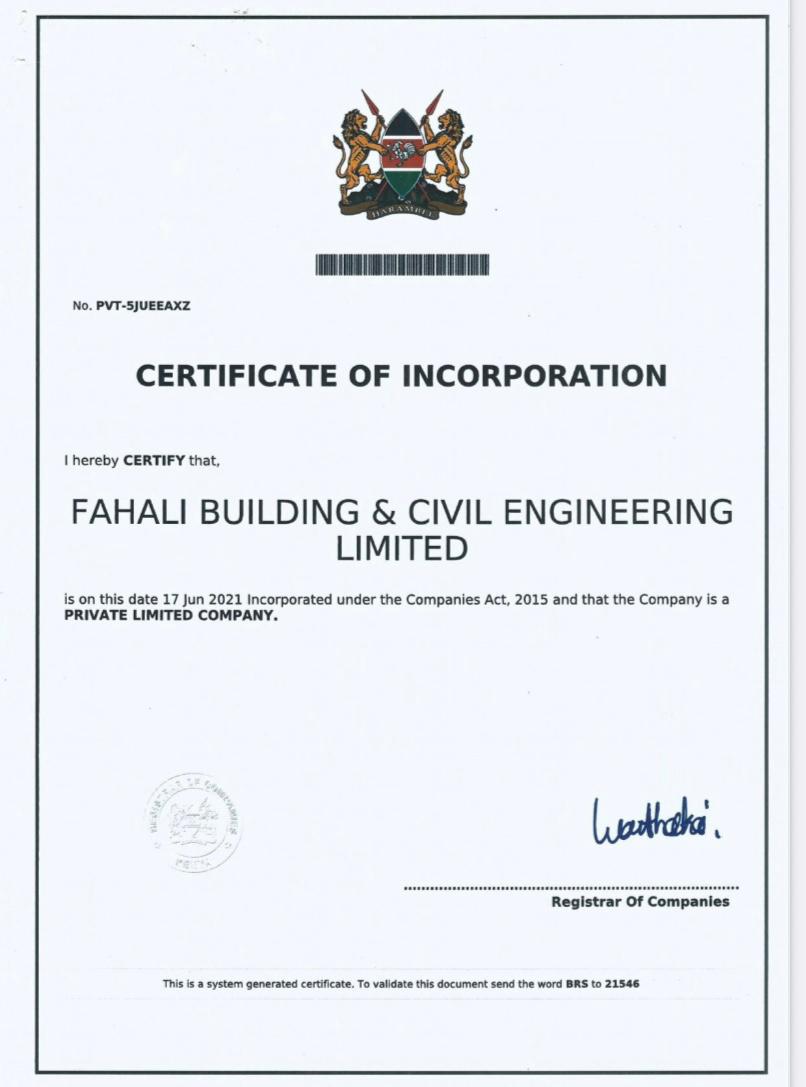 HARAMBEE
No. PVT-5JUEEAXZ
CERTIFICATE OF INCORPORATION
I hereby CERTIFY that,
FAHALI BUILDING & CIVIL ENGINEERING
LIMITED
is on this date 17 Jun 2021 Incorporated under the Companies Act, 2015 and that the Company is a
PRIVATE LIMITED COMPANY.
REGISTRAR OF COMPANIES
KENYA
Registrar Of Companies
This is a system generated certificate. To validate this document send the word BRS to 21546